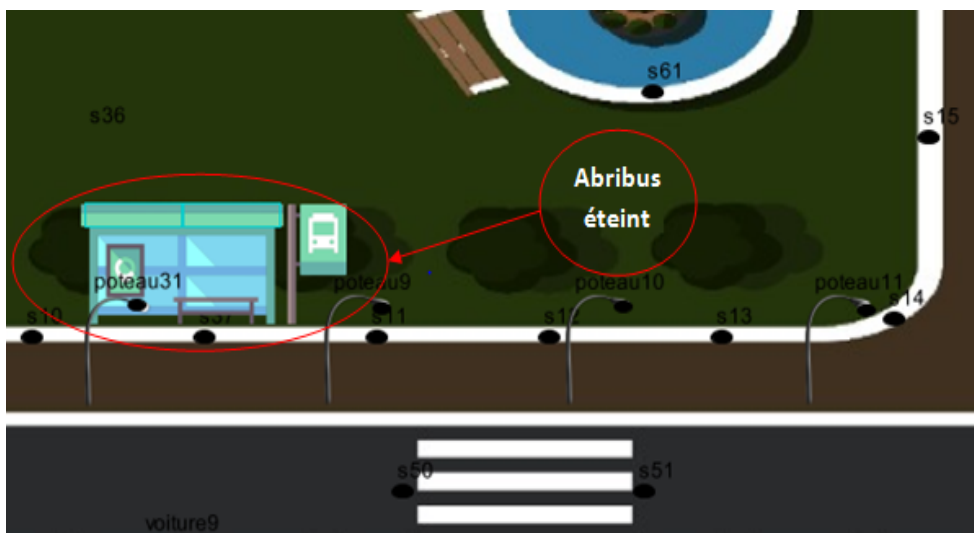 s61
s36
s15
Abribus
éteint
poteau31
poteau9
poteau10
poteau11
s10
s37
s11
s12
s13
s14
s50
s51
voiture9